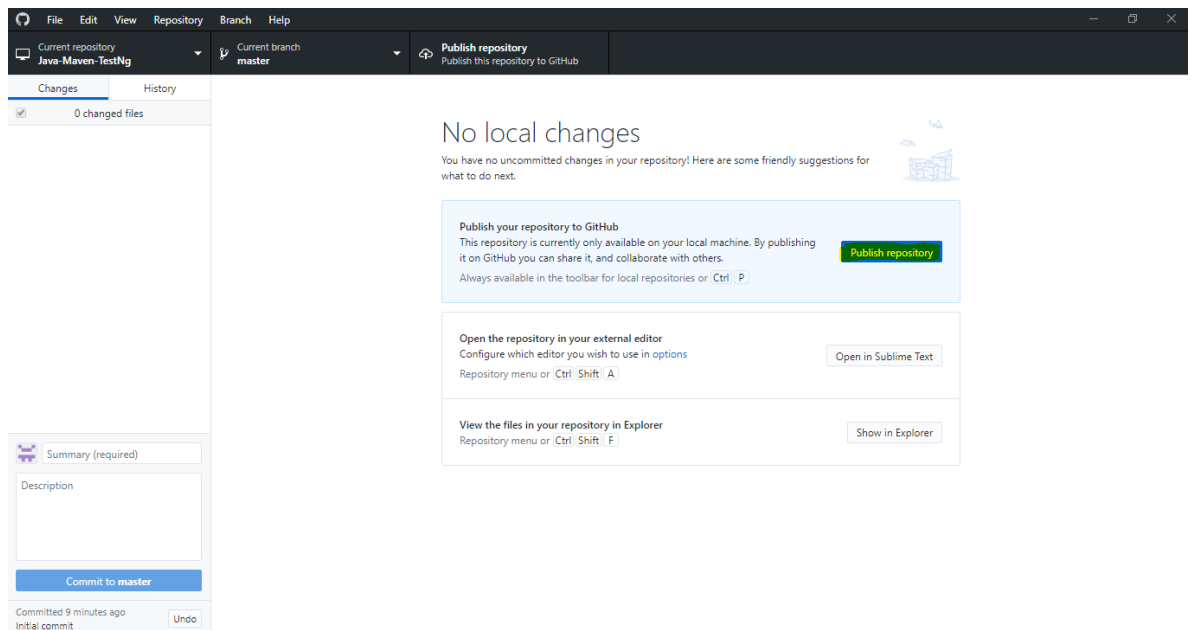 File Edit View Repository Branch Help
Current repository
Java-Maven-TestNg
Current branch
master
Publish repository
Publish this repository to GitHub
Changes History
0 changed files
No local changes
You have no uncommitted changes in your repository! Here are some friendly suggestions for
what to do next.
Publish your repository to GitHub
This repository is currently only available on your local machine. By publishing
it on GitHub you can share it, and collaborate with others.
Always available in the toolbar for local repositories or Ctrl P
Publish repository
Open the repository in your external editor
Configure which editor you wish to use in options
Repository menu or Ctrl Shift A
Open in Sublime Text
View the files in your repository in Explorer
Repository menu or Ctrl Shift F
Show in Explorer
Summary (required)
Description
Commit to master
Committed 9 minutes ago
Initial commit
Undo